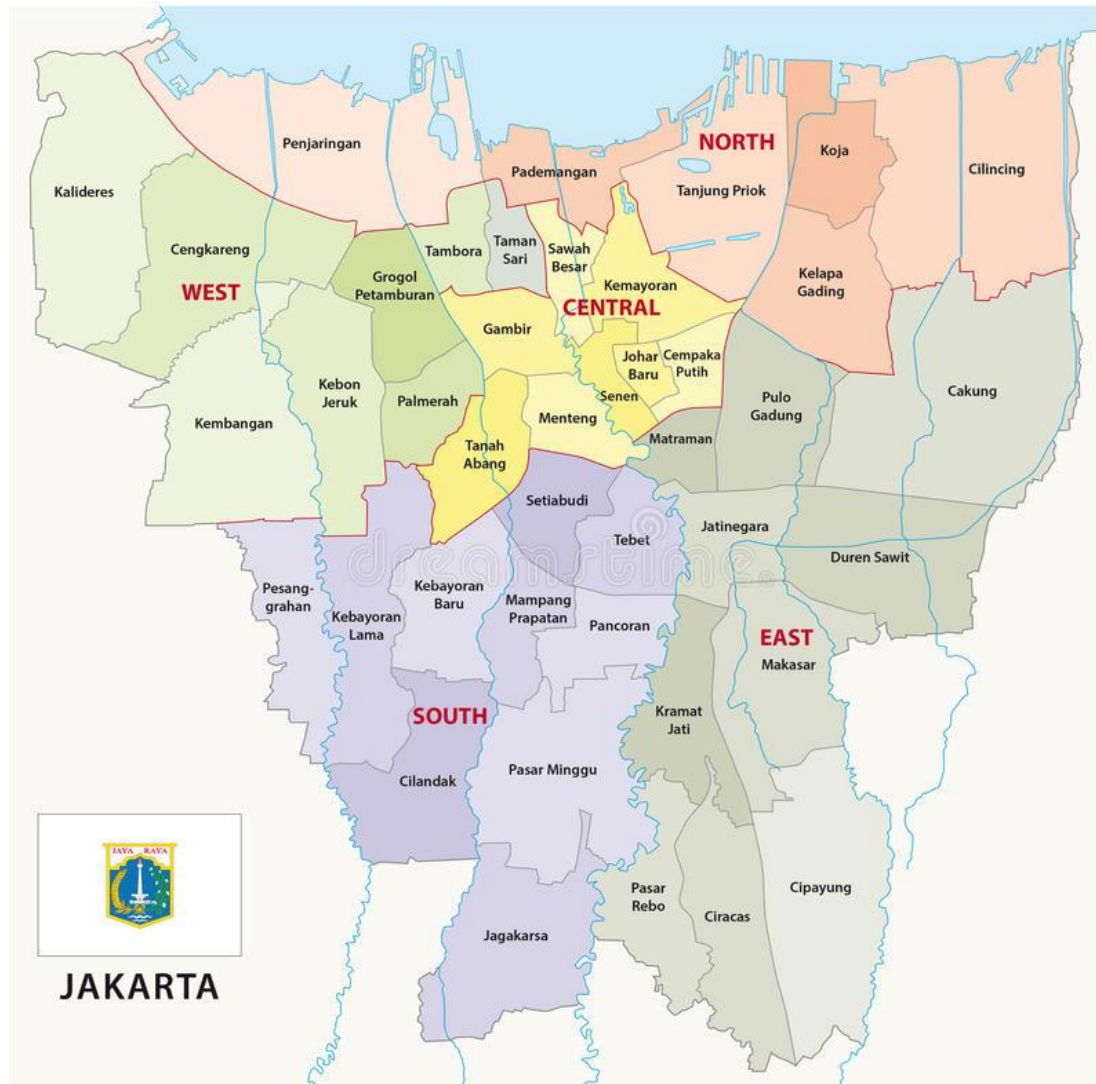 NORTH
Penjaringan
Koja
Pademangan
Cilincing
Tanjung Priok
Kalideres
Cengkareng
Tambora
Taman
Sari
Sawah
Besar
Kelapa
Gading
Grogol
Petamburan
Kemayoran
WEST
CENTRAL
Gambir
Johar
Baru
Cempaka
Putih
Kebon
Jeruk
Palmerah
Senen
Pulo
Gadung
Cakung
Kembangan
Menteng
Matraman
Tanah
Abang
Setiabudi
Tebet
Jatinegara
Duren Sawit
dreamstime.
Pesang-
grahan
Kebayoran
Baru
Kebayoran
Lama
Mampang
Prapatan
Pancoran
EAST
Makasar
SOUTH
Kramat
Jati
Cilandak
Pasar Minggu
JAYA RAYA
Pasar
Rebo
Cipayung
Ciracas
Jagakarsa
JAKARTA